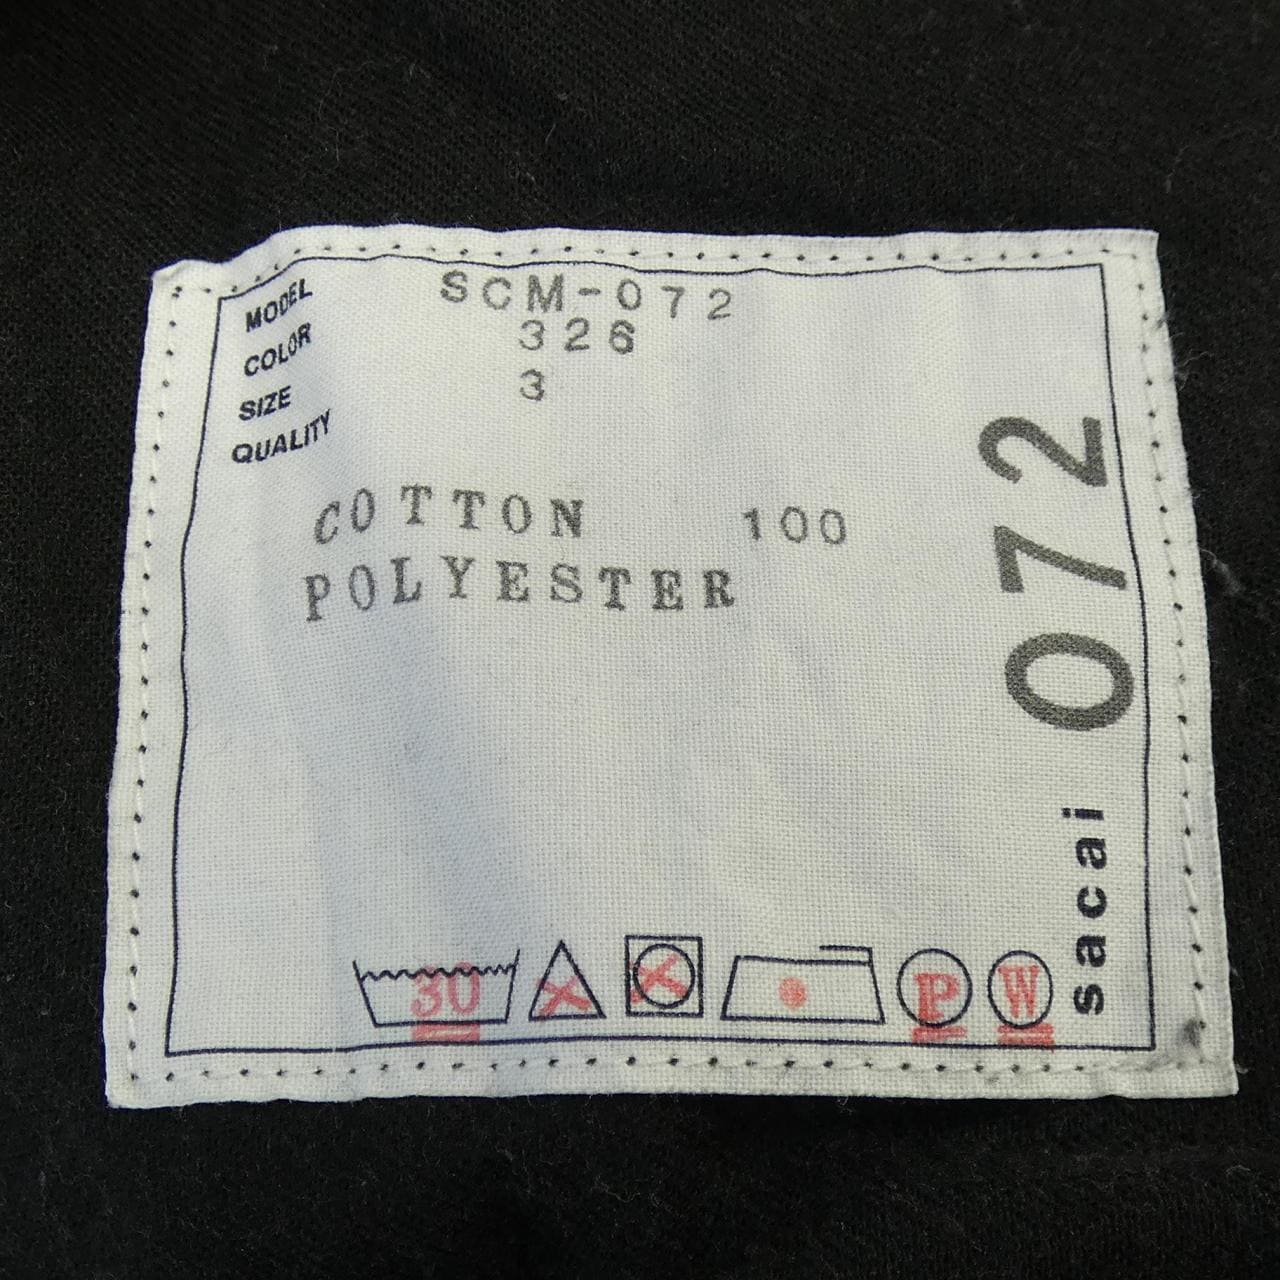 MODEL SCM-072
COLOR 326
SIZE 3
QUALITY
COTTON 100
POLYESTER
30
P
W
sacai 072